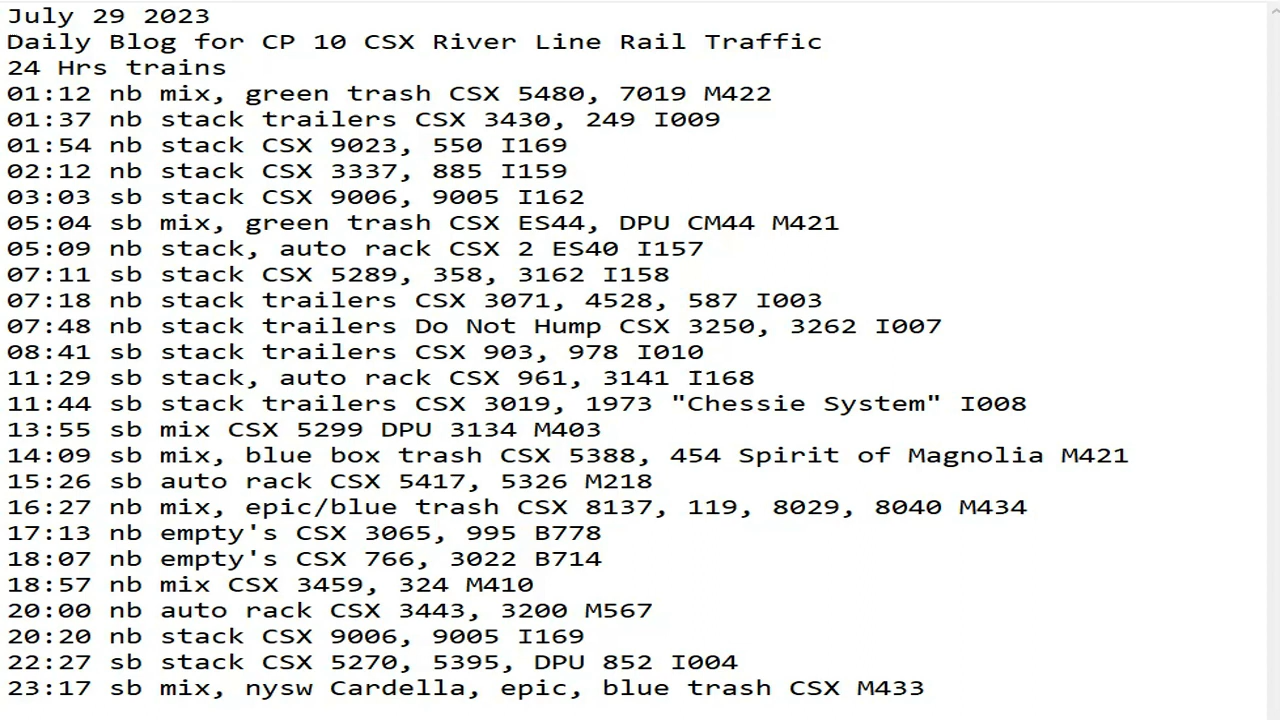 July 29 2023
Daily Blog for CP 10 CSX River Line Rail Traffic
24 Hrs trains
01:12 nb mix, green trash CSX 5480, 7019 M422
01:37 nb stack trailers CSX 3430, 249 I009
01:54 nb stack CSX 9023, 550 I169
02:12 nb stack CSX 3337, 885 I159
03:03 sb stack CSX 9006, 9005 I162
05:04 sb mix, green trash CSX ES44, DPU CM44 M421
05:09 nb stack, auto rack CSX 2 ES40 I157
07:11 sb stack CSX 5289, 358, 3162 I158
07:18 nb stack trailers CSX 3071, 4528, 587 I003
07:48 nb stack trailers Do Not Hump CSX 3250, 3262 I007
08:41 sb stack trailers CSX 903, 978 I010
11:29 sb stack, auto rack CSX 961, 3141 I168
11:44 sb stack trailers CSX 3019, 1973 "Chessie System" I008
13:55 sb mix CSX 5299 DPU 3134 M403
14:09 sb mix, blue box trash CSX 5388, 454 Spirit of Magnolia M421
15:26 sb auto rack CSX 5417, 5326 M218
16:27 nb mix, epic/blue trash CSX 8137, 119, 8029, 8040 M434
17:13 nb empty's CSX 3065, 995 B778
18:07 nb empty's CSX 766, 3022 B714
18:57 nb mix CSX 3459, 324 M410
20:00 nb auto rack CSX 3443, 3200 M567
20:20 nb stack CSX 9006, 9005 I169
22:27 sb stack CSX 5270, 5395, DPU 852 I004
23:17 sb mix, nysw Cardella, epic, blue trash CSX M433